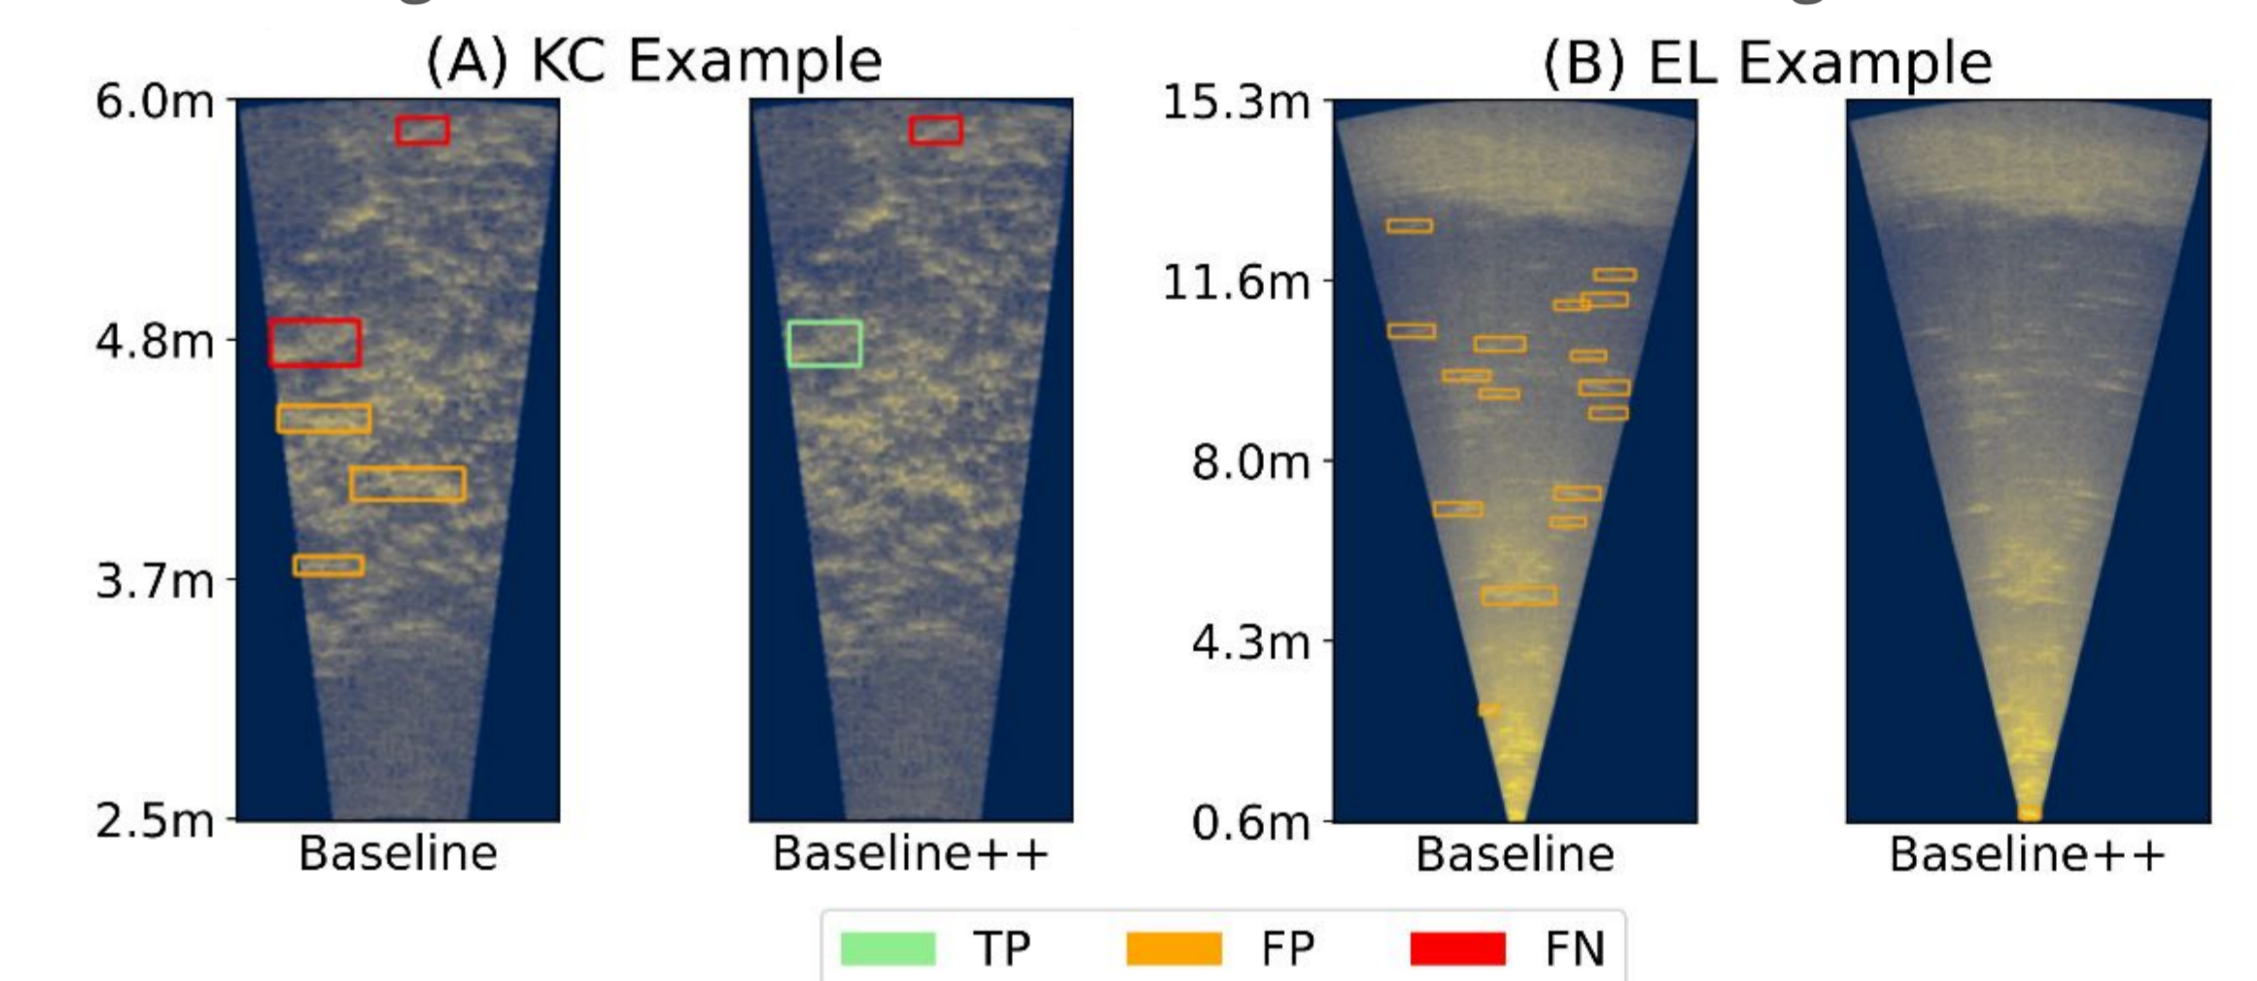 (A) KC Example
6.0m
4.8m
3.7m
2.5m
Baseline
Baseline++
(B) EL Example
15.3m
11.6m
8.0m
4.3m
0.6m
Baseline
Baseline++
TP FP FN